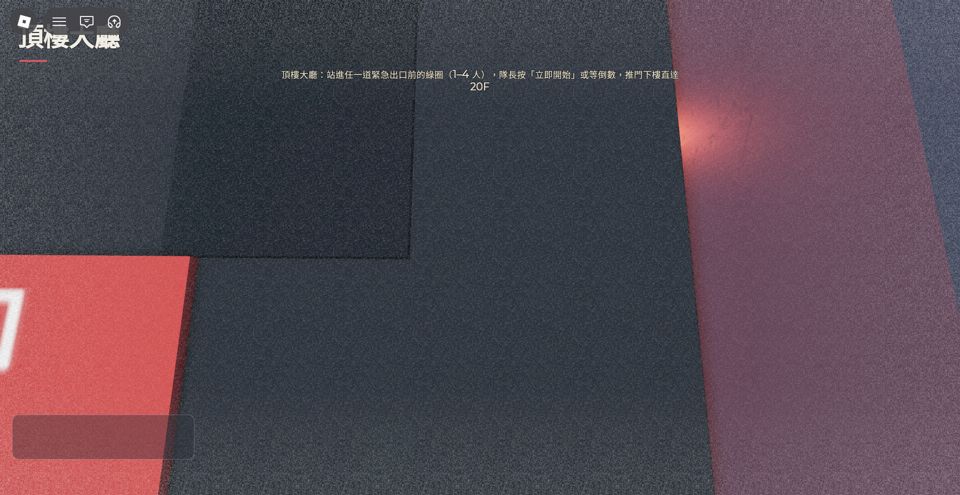 頂樓大廳
頂樓大廳：站進任一道緊急出口前的綠圈（1–4 人），隊長按「立即開始」或等倒數，推門下樓直達
20F